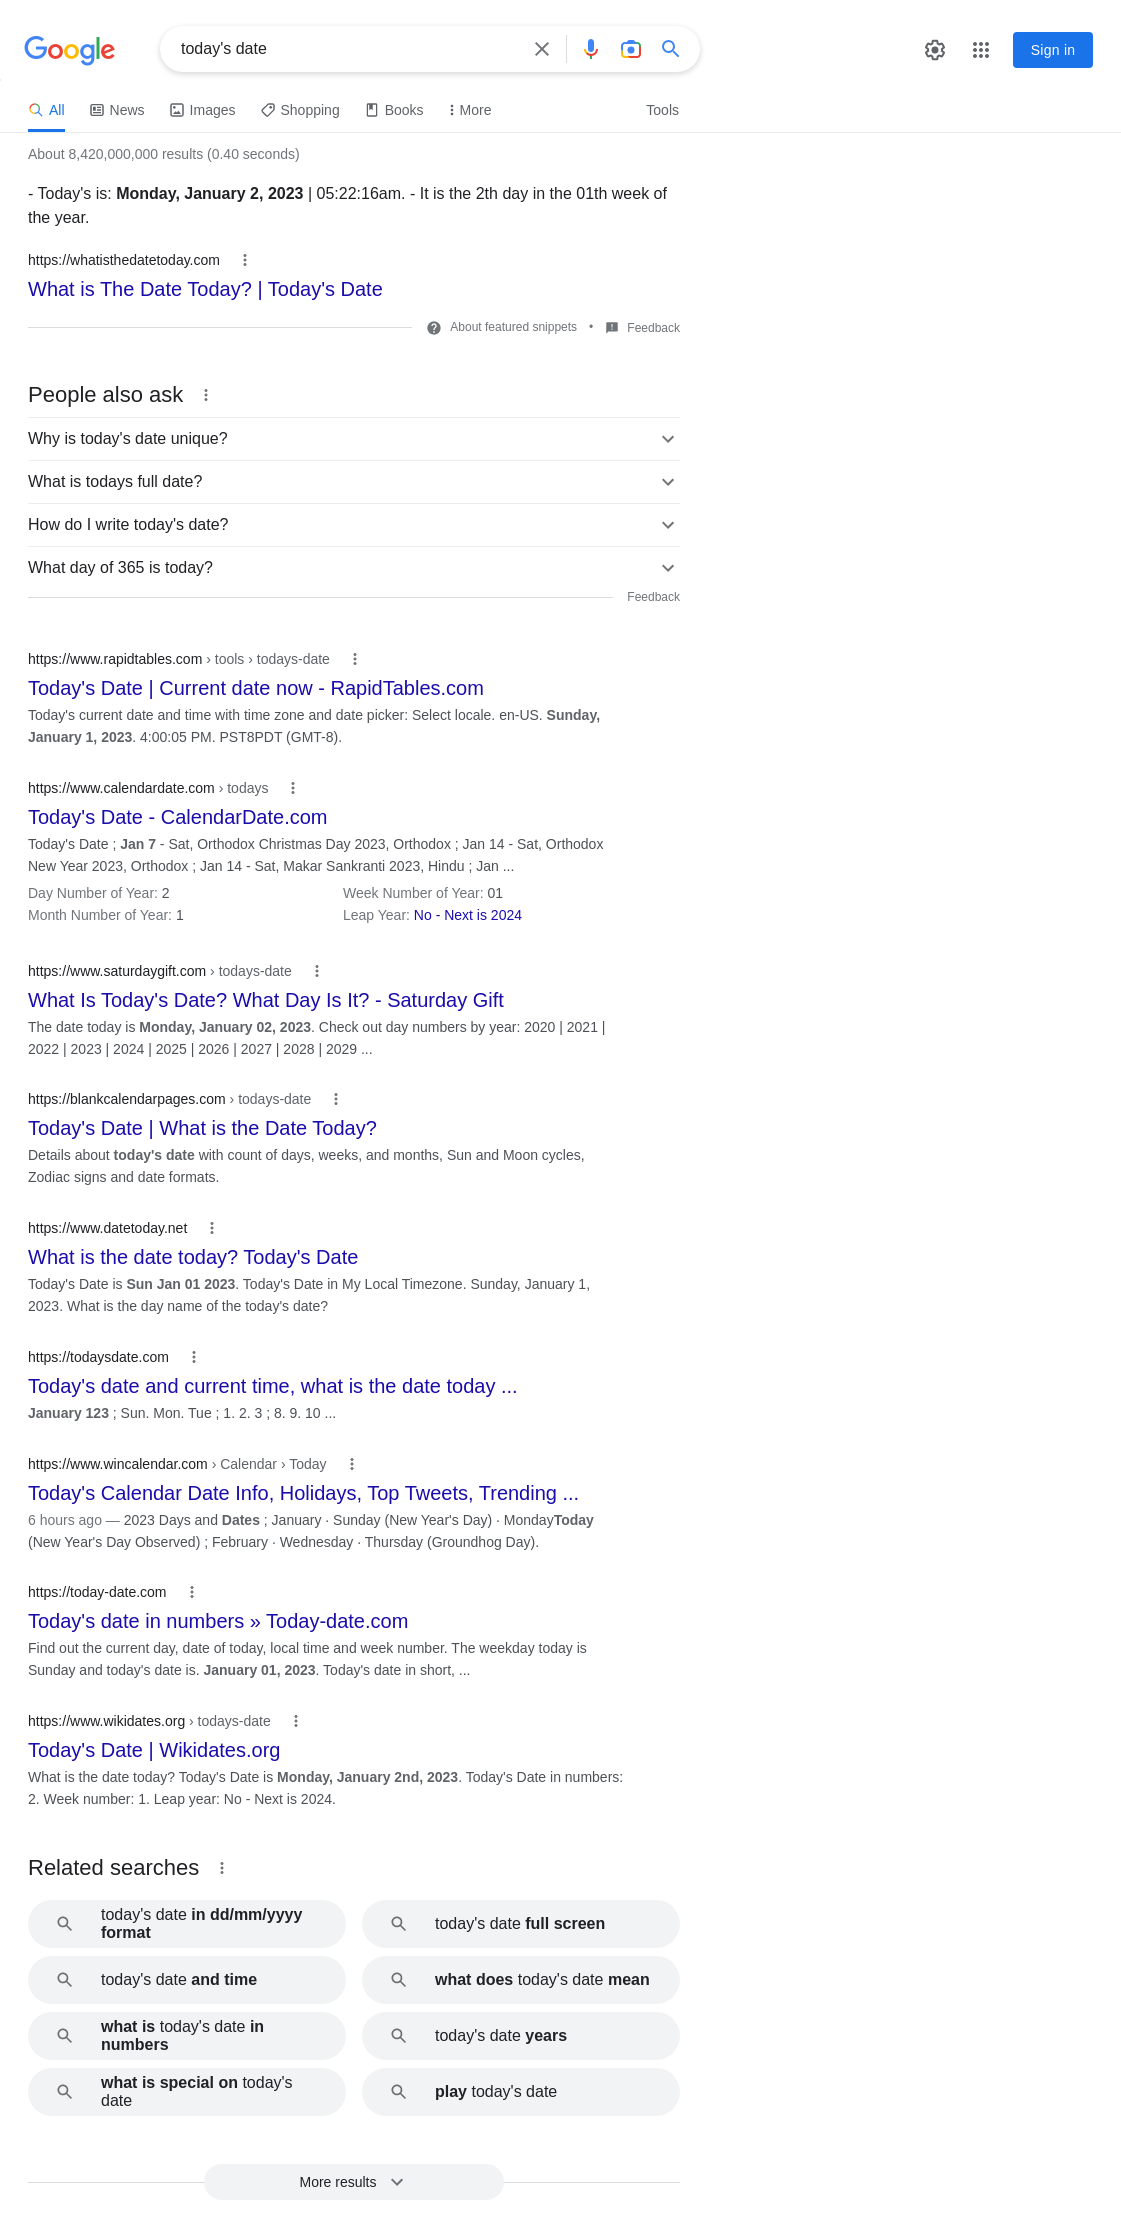 Google
today's date
Sign in
All
News
Images
Shopping
Books
More
Tools
About 8,420,000,000 results (0.40 seconds)
- Today's is: Monday, January 2, 2023 | 05:22:16am. - It is the 2th day in the 01th week of
the year.
https://whatisthedatetoday.com
What is The Date Today? | Today's Date
About featured snippets
•
Feedback
People also ask
Why is today's date unique?
What is todays full date?
How do I write today's date?
What day of 365 is today?
Feedback
https://www.rapidtables.com › tools › todays-date
Today's Date | Current date now - RapidTables.com
Today's current date and time with time zone and date picker: Select locale. en-US. Sunday,
January 1, 2023. 4:00:05 PM. PST8PDT (GMT-8).
https://www.calendardate.com › todays
Today's Date - CalendarDate.com
Today's Date ; Jan 7 - Sat, Orthodox Christmas Day 2023, Orthodox ; Jan 14 - Sat, Orthodox
New Year 2023, Orthodox ; Jan 14 - Sat, Makar Sankranti 2023, Hindu ; Jan ...
Day Number of Year: 2
Week Number of Year: 01
Month Number of Year: 1
Leap Year: No - Next is 2024
https://www.saturdaygift.com › todays-date
What Is Today's Date? What Day Is It? - Saturday Gift
The date today is Monday, January 02, 2023. Check out day numbers by year: 2020 | 2021 |
2022 | 2023 | 2024 | 2025 | 2026 | 2027 | 2028 | 2029 ...
https://blankcalendarpages.com › todays-date
Today's Date | What is the Date Today?
Details about today's date with count of days, weeks, and months, Sun and Moon cycles,
Zodiac signs and date formats.
https://www.datetoday.net
What is the date today? Today's Date
Today's Date is Sun Jan 01 2023. Today's Date in My Local Timezone. Sunday, January 1,
2023. What is the day name of the today's date?
https://todaysdate.com
Today's date and current time, what is the date today ...
January 123 ; Sun. Mon. Tue ; 1. 2. 3 ; 8. 9. 10 ...
https://www.wincalendar.com › Calendar › Today
Today's Calendar Date Info, Holidays, Top Tweets, Trending ...
6 hours ago — 2023 Days and Dates ; January · Sunday (New Year's Day) · MondayToday
(New Year's Day Observed) ; February · Wednesday · Thursday (Groundhog Day).
https://today-date.com
Today's date in numbers » Today-date.com
Find out the current day, date of today, local time and week number. The weekday today is
Sunday and today's date is. January 01, 2023. Today's date in short, ...
https://www.wikidates.org › todays-date
Today's Date | Wikidates.org
What is the date today? Today's Date is Monday, January 2nd, 2023. Today's Date in numbers:
2. Week number: 1. Leap year: No - Next is 2024.
Related searches
today's date in dd/mm/yyyy
format
today's date full screen
today's date and time
what does today's date mean
what is today's date in
numbers
today's date years
what is special on today's
date
play today's date
More results